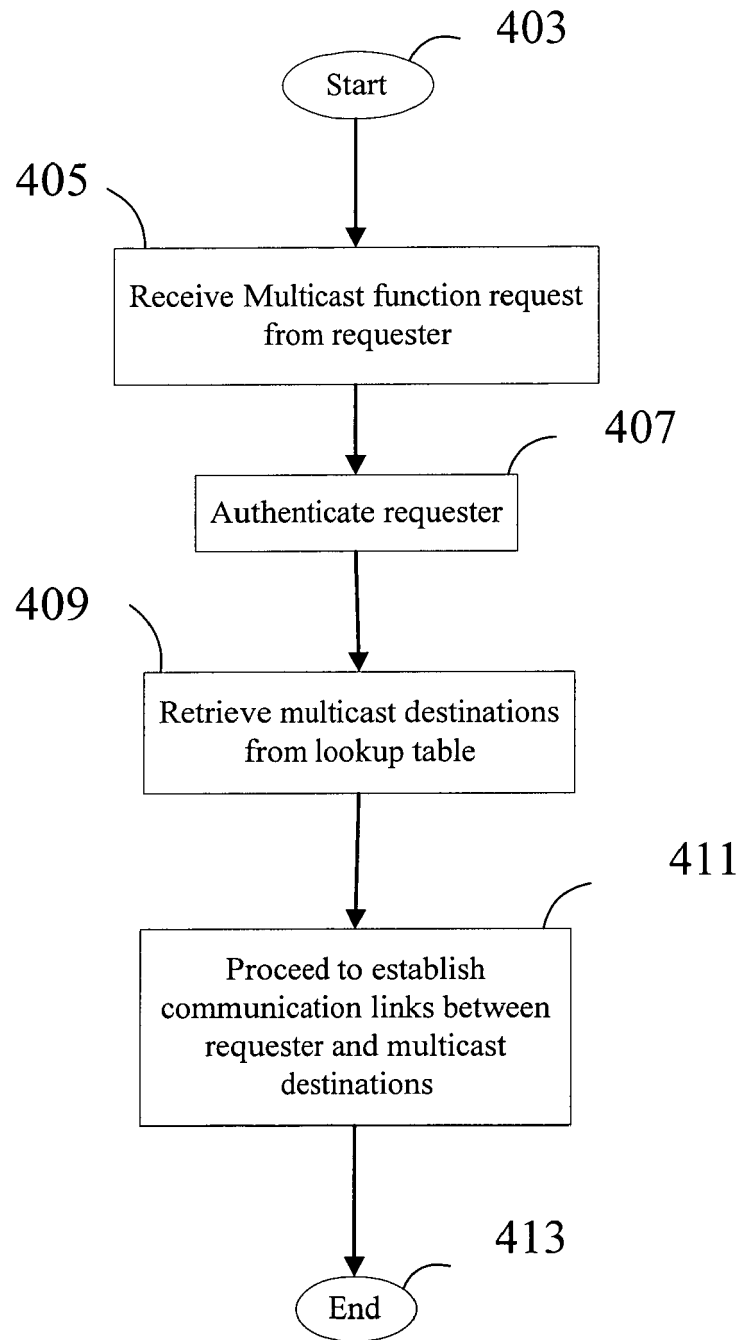 403
Start
405
Receive Multicast function request
from requester
407
Authenticate requester
409
Retrieve multicast destinations
from lookup table
411
Proceed to establish
communication links between
requester and multicast
destinations
413
End